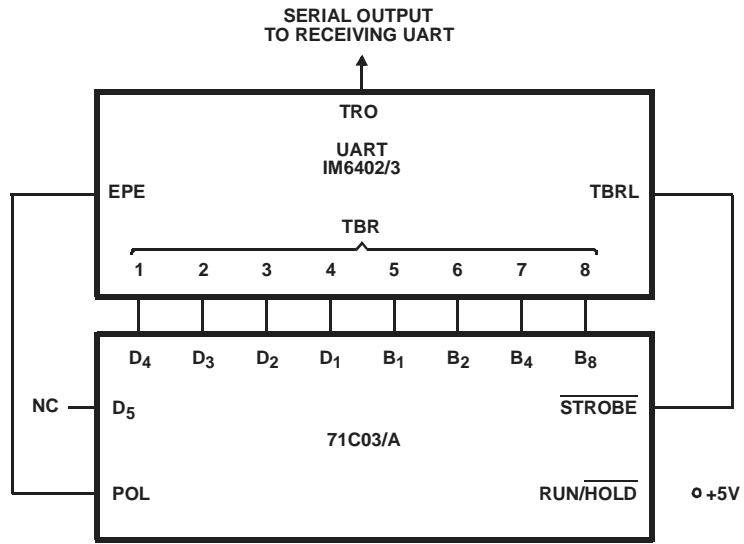 SERIAL OUTPUT
TO RECEIVING UART
TRO
UART
IM6402/3
EPE
TBRL
TBR
1 2 3 4 5 6 7 8
D4 D3 D2 D1 B1 B2 B4 B8
NC
D5
STROBE
71C03/A
POL
RUN/HOLD
+5V